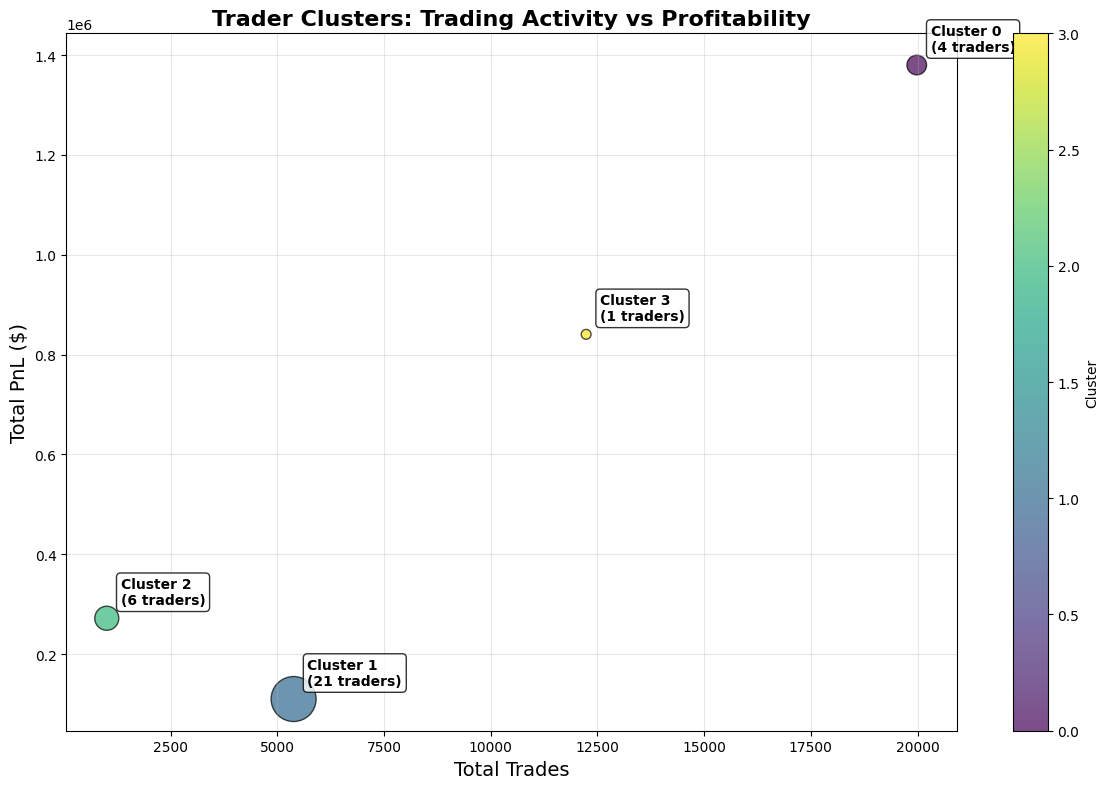 Trader Clusters: Trading Activity vs Profitability
1e6
1.4
1.2
1.0
0.8
0.6
0.4
0.2
Total PnL ($)
Cluster 0
(4 traders)
Cluster 3
(1 traders)
Cluster 2
(6 traders)
Cluster 1
(21 traders)
2500 5000 7500 10000 12500 15000 17500 20000
Total Trades
3.0
2.5
2.0
1.5
1.0
0.5
0.0
Cluster